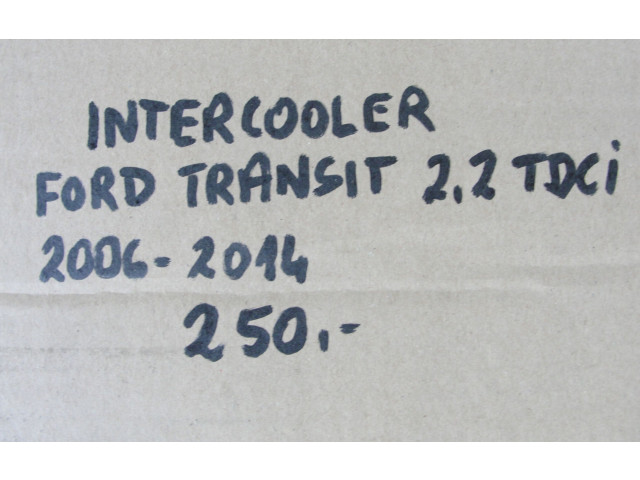 INTERCOOLER
FORD TRANSIT 2.2 TDCi
2006-2014
250.-